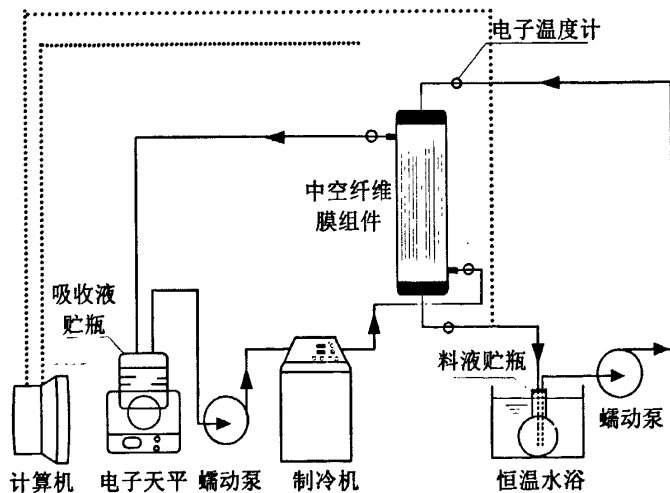 电子温度计
中空纤维
膜组件
吸收液
贮瓶
料液贮瓶
蠕动泵
计算机
电子天平
蠕动泵
制冷机
恒温水浴